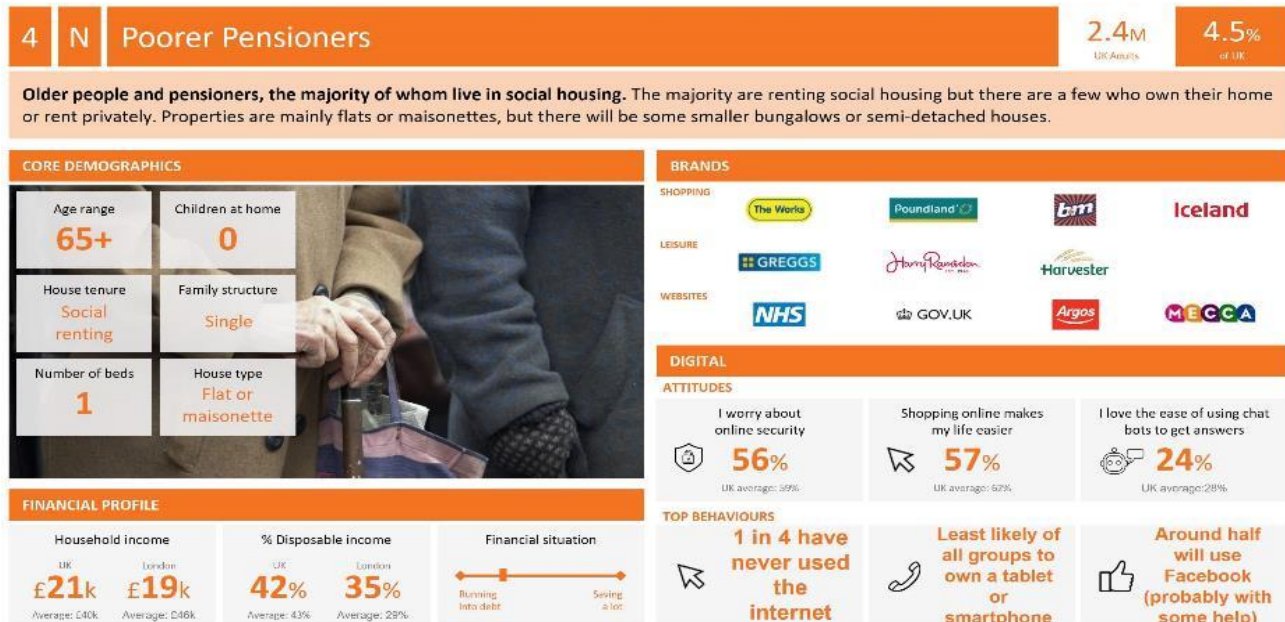 4 N Poorer Pensioners
2.4M
UK Adults
4.5%
of UK
Older people and pensioners, the majority of whom live in social housing. The majority are renting social housing but there are a few who own their home
or rent privately. Properties are mainly flats or maisonettes, but there will be some smaller bungalows or semi-detached houses.
CORE DEMOGRAPHICS
Age range
65+
Children at home
0
House tenure
Social
renting
Family structure
Single
Number of beds
1
House type
Flat or
maisonette
FINANCIAL PROFILE
Household income
UK
£21k
Average: £40k
London
£19k
Average: £46k
% Disposable income
UK
42%
Average: 43%
London
35%
Average: 29%
Financial situation
Running
into debt
Saving
a lot
BRANDS
SHOPPING
The Works
Poundland
bm
Iceland
LEISURE
GREGGS
Harry Ramsden
Harvester
WEBSITES
NHS
GOV.UK
Argos
MECCA
DIGITAL
ATTITUDES
I worry about
online security
56%
UK average: 59%
Shopping online makes
my life easier
57%
UK average: 67%
I love the ease of using chat
bots to get answers
24%
UK average:28%
TOP BEHAVIOURS
1 in 4 have
never used
the
internet
Least likely of
all groups to
own a tablet
or
smartphone
Around half
will use
Facebook
(probably with
some help)